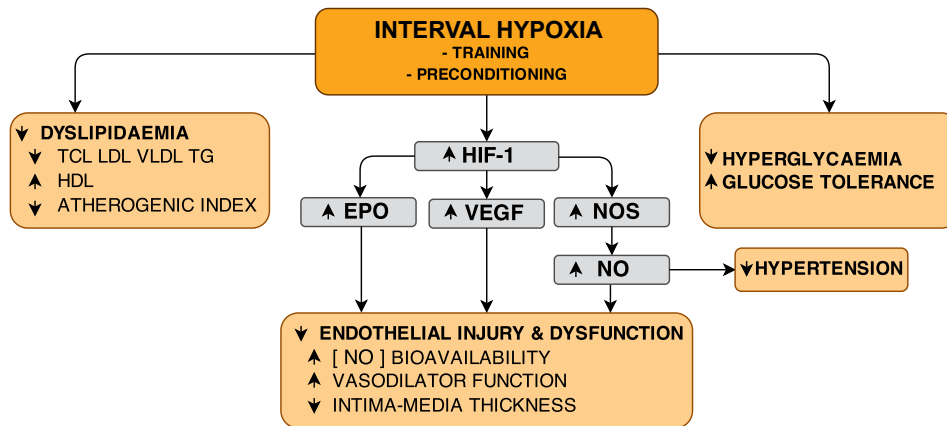 INTERVAL HYPOXIA
- TRAINING
- PRECONDITIONING
DYSLIPIDAEMIA
TCL LDL VLDL TG
HDL
ATHEROGENIC INDEX
HIF-1
EPO
VEGF
NOS
NO
HYPERGLYCAEMIA
GLUCOSE TOLERANCE
HYPERTENSION
ENDOTHELIAL INJURY & DYSFUNCTION
[ NO ] BIOAVAILABILITY
VASODILATOR FUNCTION
INTIMA-MEDIA THICKNESS